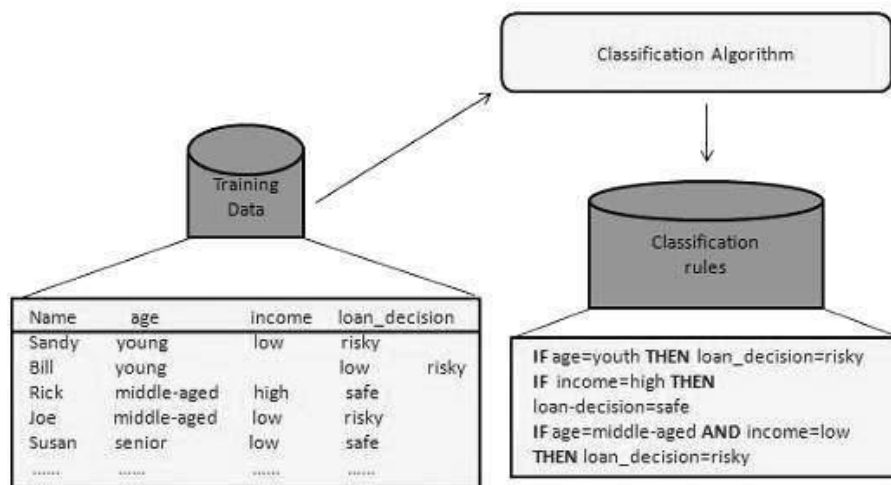 Classification Algorithm
Training
Data
Classification
rules
Name age income loan_decision
Sandy young low risky
Bill young low risky
Rick middle-aged high safe
Joe middle-aged low risky
Susan senior low safe
...... ...... ...... ......
IF age=youth THEN loan_decision=risky
IF income=high THEN
loan-decision=safe
IF age=middle-aged AND income=low
THEN loan_decision=risky